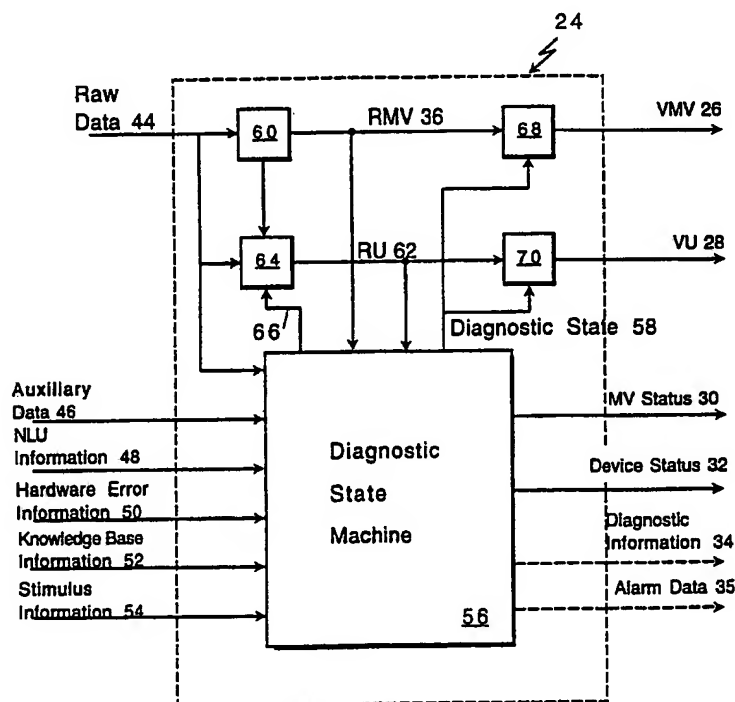 24
Raw
Data 44
60
RMV 36
68
VMV 26
64
RU 62
70
VU 28
66
Diagnostic State 58
Auxillary
Data 46
NLU
Information 48
Hardware Error
Information 50
Knowledge Base
Information 52
Stimulus
Information 54
Diagnostic
State
Machine
56
MV Status 30
Device Status 32
Diagnostic
Information 34
Alarm Data 35